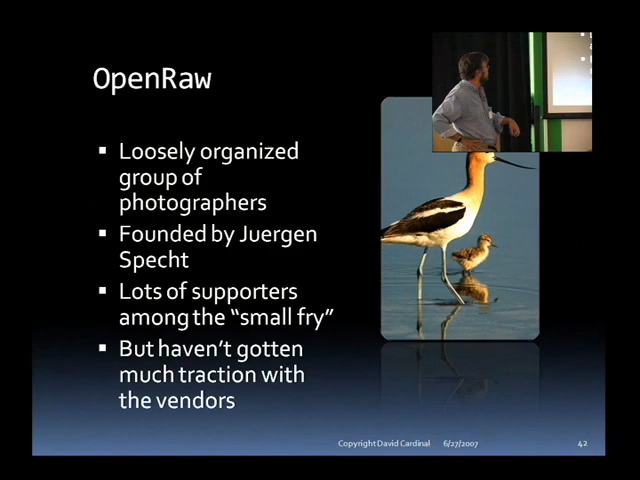 OpenRaw
▪ Loosely organized
group of
photographers
▪ Founded by Juergen
Specht
▪ Lots of supporters
among the “small fry”
▪ But haven’t gotten
much traction with
the vendors
Copyright David Cardinal 6/27/2007 42